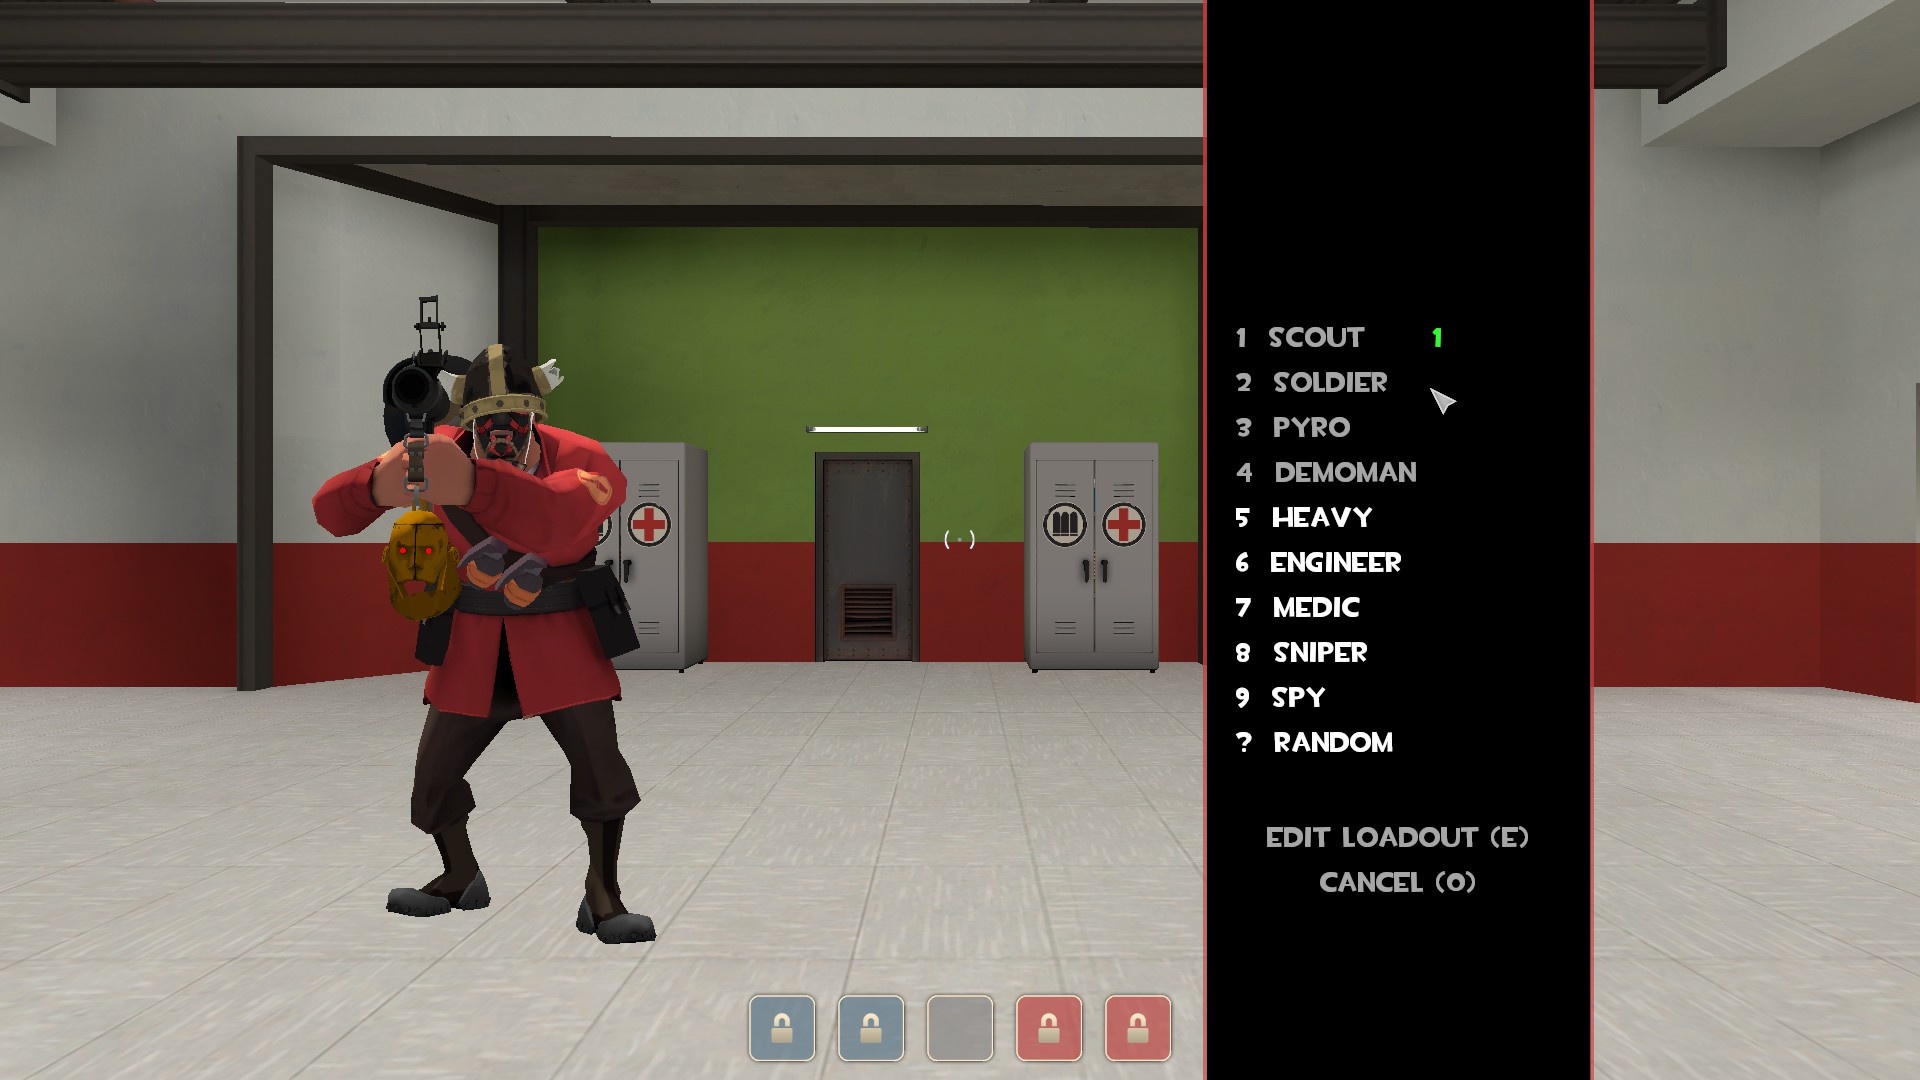 1 SCOUT 1
2 SOLDIER
3 PYRO
4 DEMOMAN
5 HEAVY
6 ENGINEER
7 MEDIC
8 SNIPER
9 SPY
? RANDOM
EDIT LOADOUT (E)
CANCEL (0)